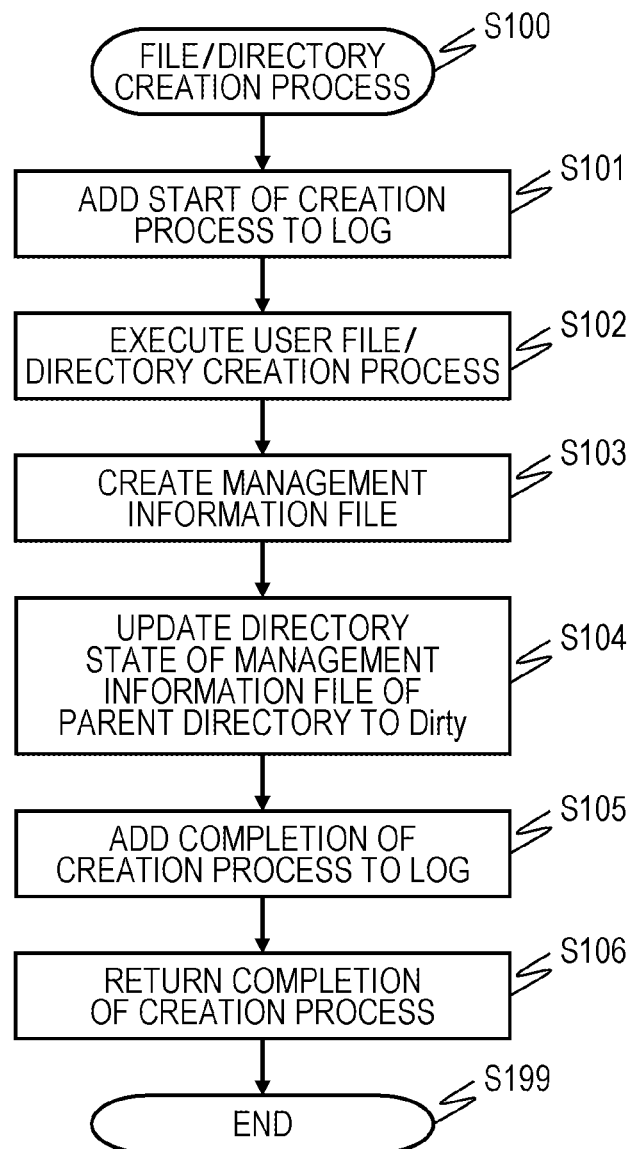 S100
FILE/DIRECTORY
CREATION PROCESS
S101
ADD START OF CREATION
PROCESS TO LOG
S102
EXECUTE USER FILE/
DIRECTORY CREATION PROCESS
S103
CREATE MANAGEMENT
INFORMATION FILE
S104
UPDATE DIRECTORY
STATE OF MANAGEMENT
INFORMATION FILE OF
PARENT DIRECTORY TO Dirty
S105
ADD COMPLETION OF
CREATION PROCESS TO LOG
S106
RETURN COMPLETION
OF CREATION PROCESS
S199
END